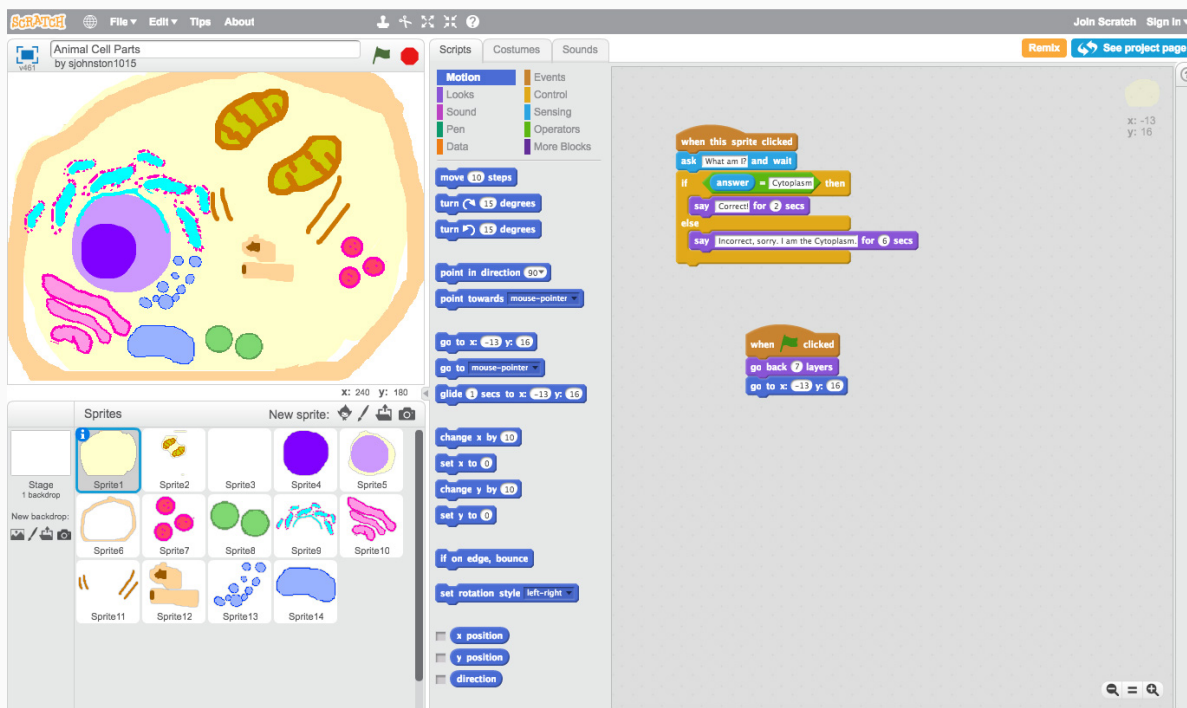 SCRATCH File▼ Edit▼ Tips About Join Scratch Sign in▼
v461 Animal Cell Parts
by sjohnston1015
Scripts Costumes Sounds
Remix See project page
Motion Events
Looks Control
Sound Sensing
Pen Operators
Data More Blocks
move 10 steps
turn 15 degrees
turn 15 degrees
point in direction 90▼
point towards mouse-pointer
go to x: -13 y: 16
go to mouse-pointer
glide 1 secs to x: -13 y: 16
change x by 10
set x to 0
change y by 10
set y to 0
if on edge, bounce
set rotation style left-right
x position
y position
direction
x: -13
y: 16
when this sprite clicked
ask What am I? and wait
if answer = Cytoplasm then
say Correct! for 2 secs
else
say Incorrect, sorry. I am the Cytoplasm. for 6 secs
when clicked
go back 7 layers
go to x: -13 y: 16
x: 240 y: 180
Sprites New sprite:
Stage
1 backdrop
New backdrop:
Sprite1 Sprite2 Sprite3 Sprite4 Sprite5
Sprite6 Sprite7 Sprite8 Sprite9 Sprite10
Sprite11 Sprite12 Sprite13 Sprite14